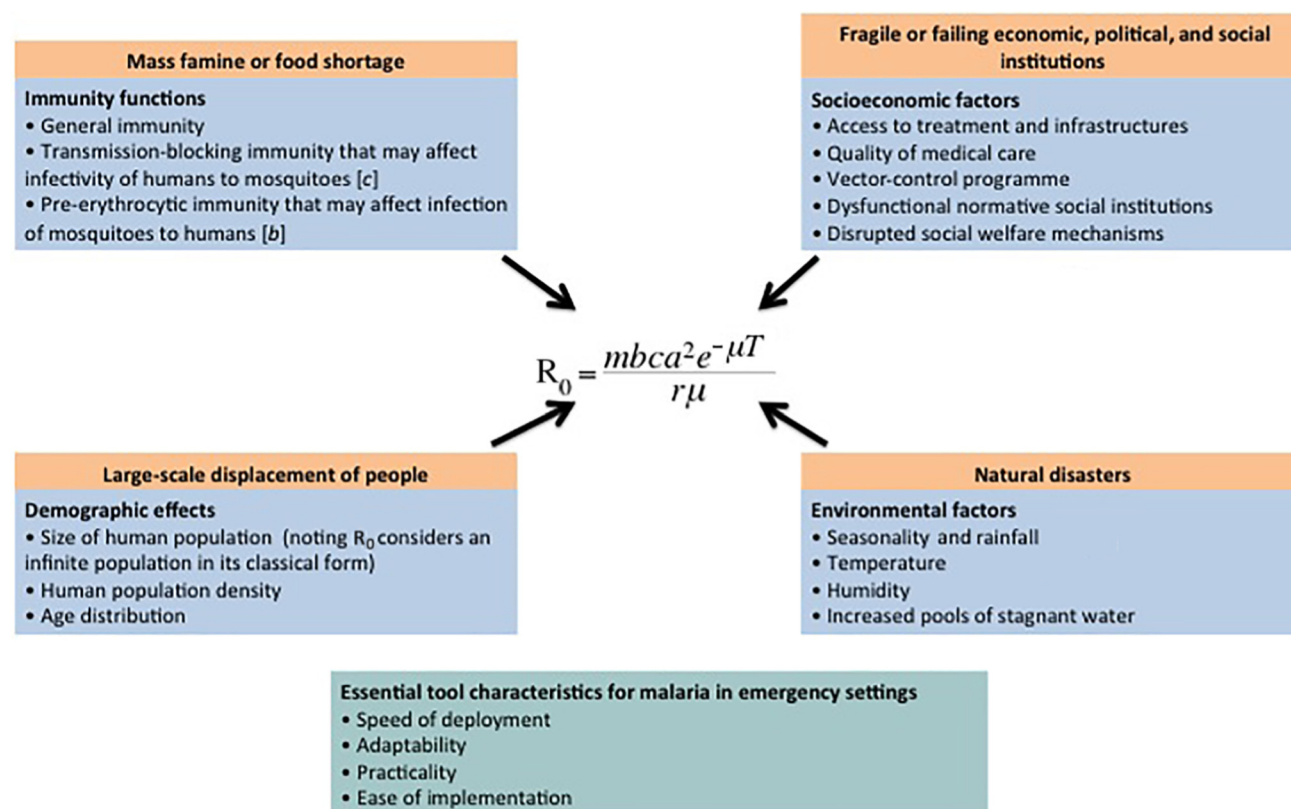 Mass famine or food shortage
Immunity functions
• General immunity
• Transmission-blocking immunity that may affect
infectivity of humans to mosquitoes [c]
• Pre-erythrocytic immunity that may affect infection
of mosquitoes to humans [b]
Fragile or failing economic, political, and social
institutions
Socioeconomic factors
• Access to treatment and infrastructures
• Quality of medical care
• Vector-control programme
• Dysfunctional normative social institutions
• Disrupted social welfare mechanisms
R₀ = mbca²e⁻μT
rμ
Large-scale displacement of people
Demographic effects
• Size of human population (noting R₀ considers an
infinite population in its classical form)
• Human population density
• Age distribution
Natural disasters
Environmental factors
• Seasonality and rainfall
• Temperature
• Humidity
• Increased pools of stagnant water
Essential tool characteristics for malaria in emergency settings
• Speed of deployment
• Adaptability
• Practicality
• Ease of implementation